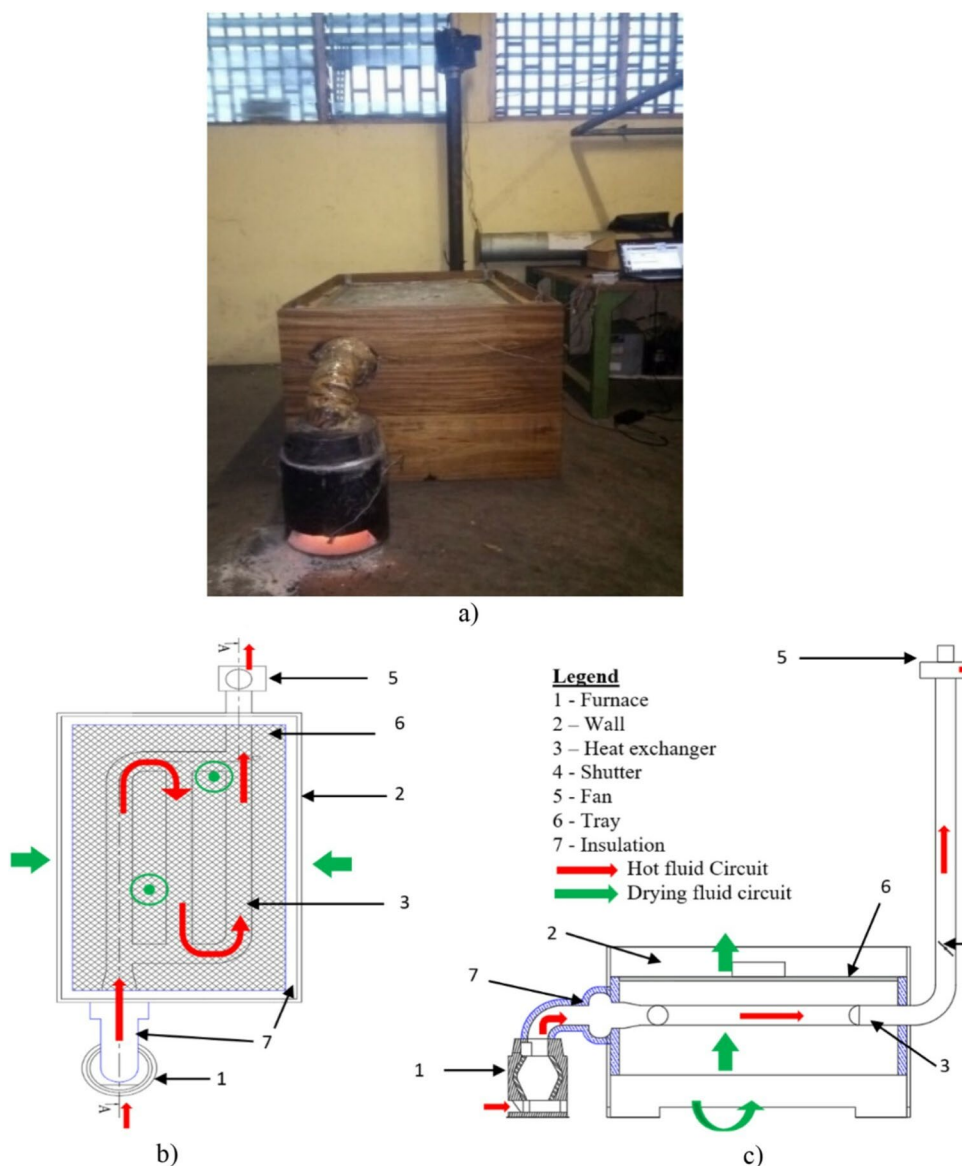 a)
A
5
6
2
3
7
1
A
b)
Legend
1 - Furnace
2 – Wall
3 – Heat exchanger
4 - Shutter
5 - Fan
6 - Tray
7 - Insulation
Hot fluid Circuit
Drying fluid circuit
5
6
2
7
1
3
c)